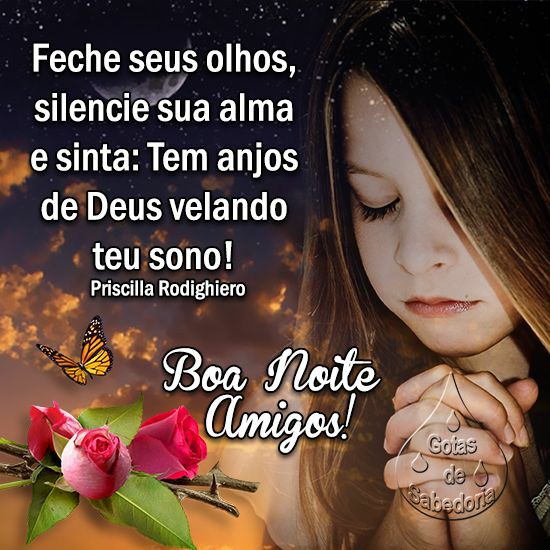 Feche seus olhos,
silencie sua alma
e sinta: Tem anjos
de Deus velando
teu sono!
Priscilla Rodighiero
Boa Noite
Amigos!
Gotas
de
Sabedoria